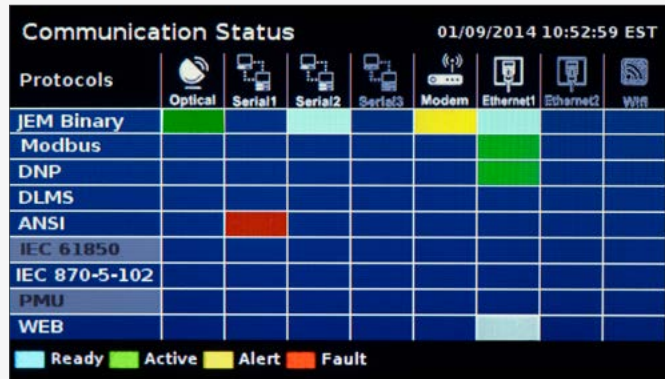 Communication Status 01/09/2014 10:52:59 EST
Protocols Optical Serial1 Serial2 Serial3 Modem Ethernet1 Ethernet2 Wifi
JEM Binary
Modbus
DNP
DLMS
ANSI
IEC 61850
IEC 870-5-102
PMU
WEB
Ready Active Alert Fault